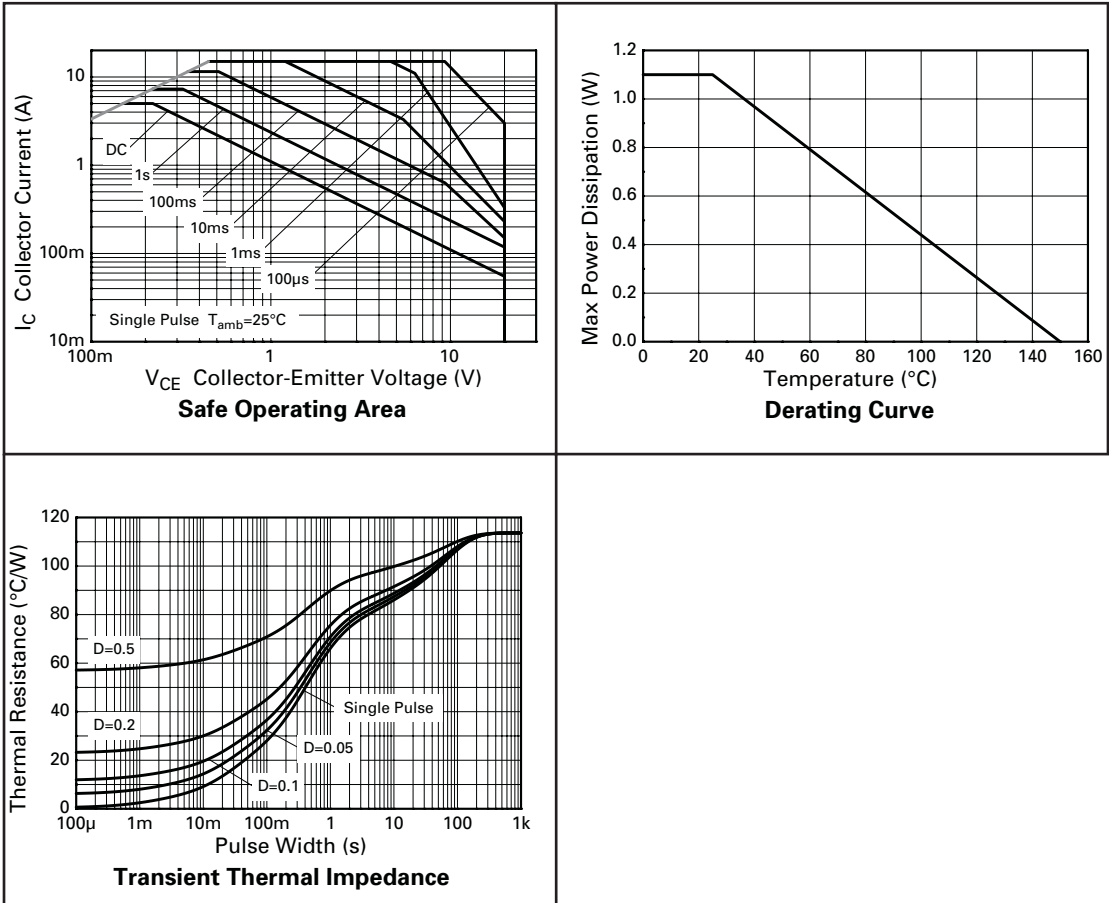 I_C Collector Current (A)
10
1
100m
10m
DC
1s
100ms
10ms
1ms
100µs
Single Pulse T_amb=25°C
100m 1 10
V_CE Collector-Emitter Voltage (V)
Safe Operating Area
Max Power Dissipation (W)
1.2
1.0
0.8
0.6
0.4
0.2
0.0
0 20 40 60 80 100 120 140 160
Temperature (°C)
Derating Curve
Thermal Resistance (°C/W)
120
100
80
60
40
20
0
D=0.5
D=0.2
Single Pulse
D=0.05
D=0.1
100µ 1m 10m 100m 1 10 100 1k
Pulse Width (s)
Transient Thermal Impedance